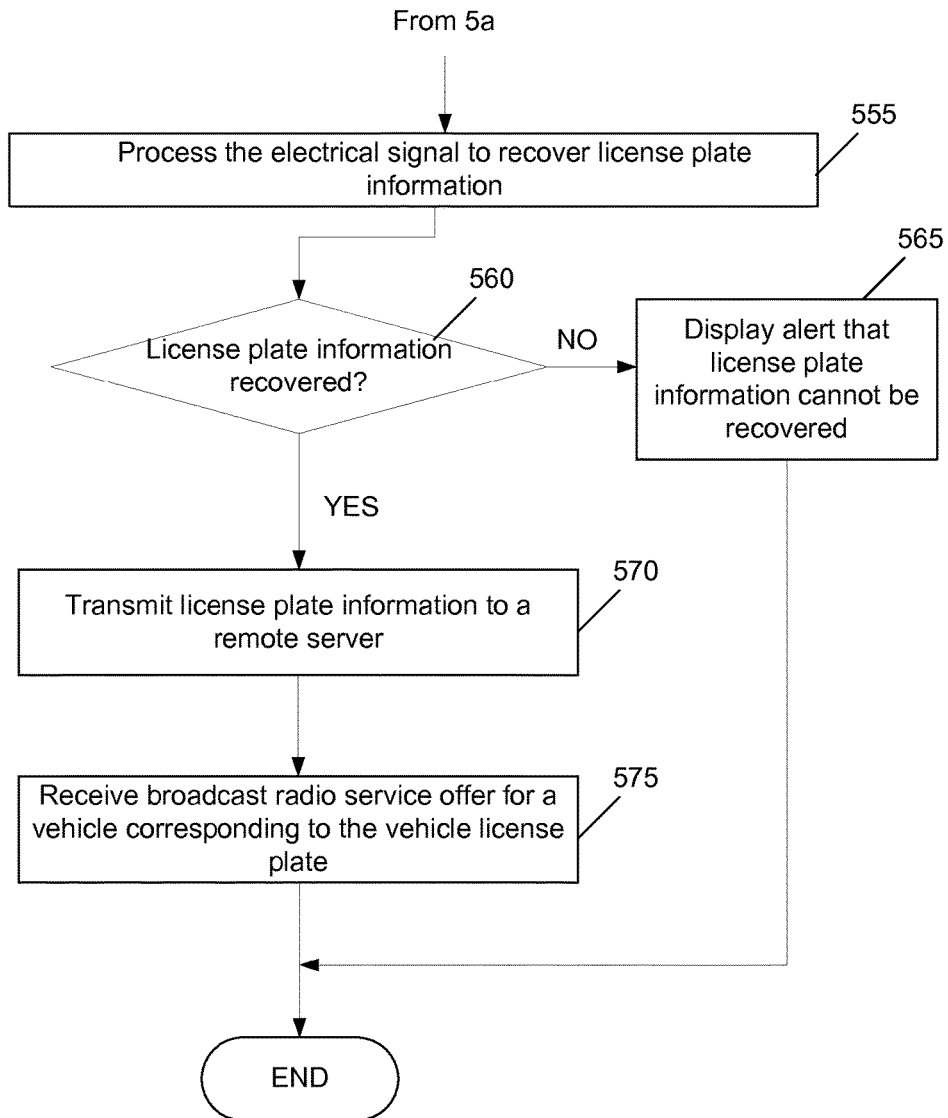 From 5a
555
Process the electrical signal to recover license plate
information
565
560
License plate information
recovered?
NO
Display alert that
license plate
information cannot be
recovered
YES
570
Transmit license plate information to a
remote server
575
Receive broadcast radio service offer for a
vehicle corresponding to the vehicle license
plate
END